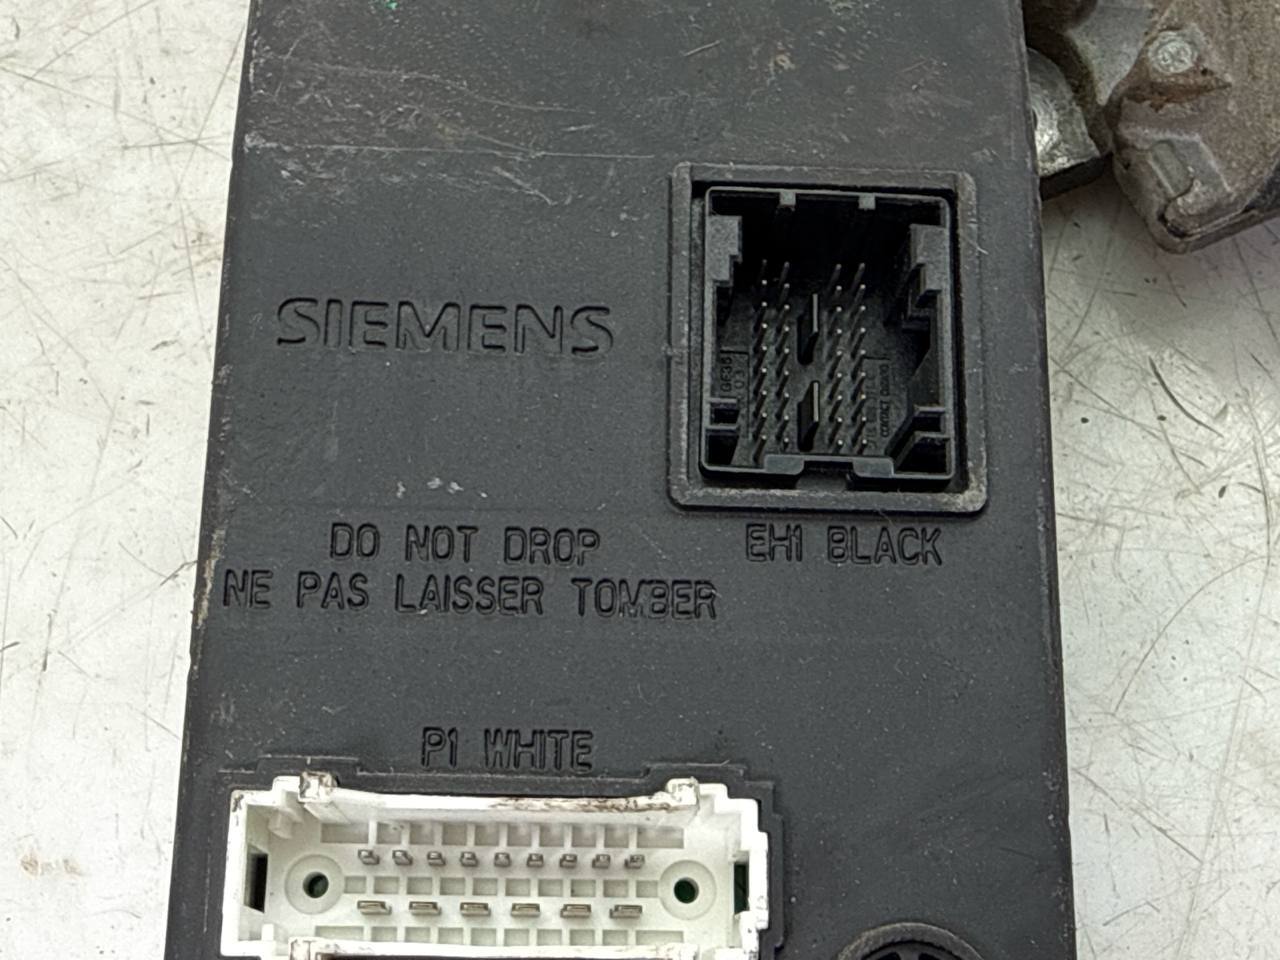 SIEMENS
DO NOT DROP
NE PAS LAISSER TOMBER
EH1 BLACK
P1 WHITE